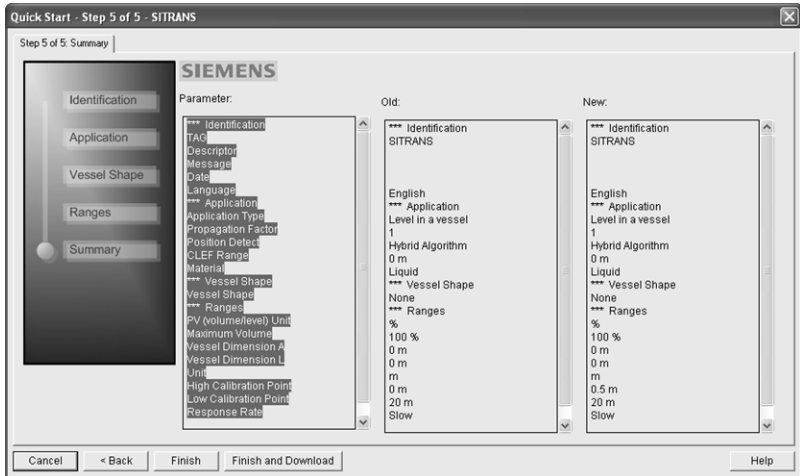 Quick Start - Step 5 of 5 - SITRANS
Step 5 of 5: Summary
SIEMENS
Identification
Application
Vessel Shape
Ranges
Summary
Parameter:
*** Identification
TAG
Descriptor
Message
Date
Language
*** Application
Application Type
Propagation Factor
Position Detect
CLEF Range
Material
*** Vessel Shape
Vessel Shape
*** Ranges
PV (volume/level) Unit
Maximum Volume
Vessel Dimension A
Vessel Dimension L
Unit
High Calibration Point
Low Calibration Point
Response Rate
Old:
*** Identification
SITRANS
English
*** Application
Level in a vessel
1
Hybrid Algorithm
0 m
Liquid
*** Vessel Shape
None
*** Ranges
%
100 %
0 m
0 m
m
0 m
20 m
Slow
New:
*** Identification
SITRANS
English
*** Application
Level in a vessel
1
Hybrid Algorithm
0 m
Liquid
*** Vessel Shape
None
*** Ranges
%
100 %
0 m
0 m
m
0.5 m
20 m
Slow
Cancel
< Back
Finish
Finish and Download
Help